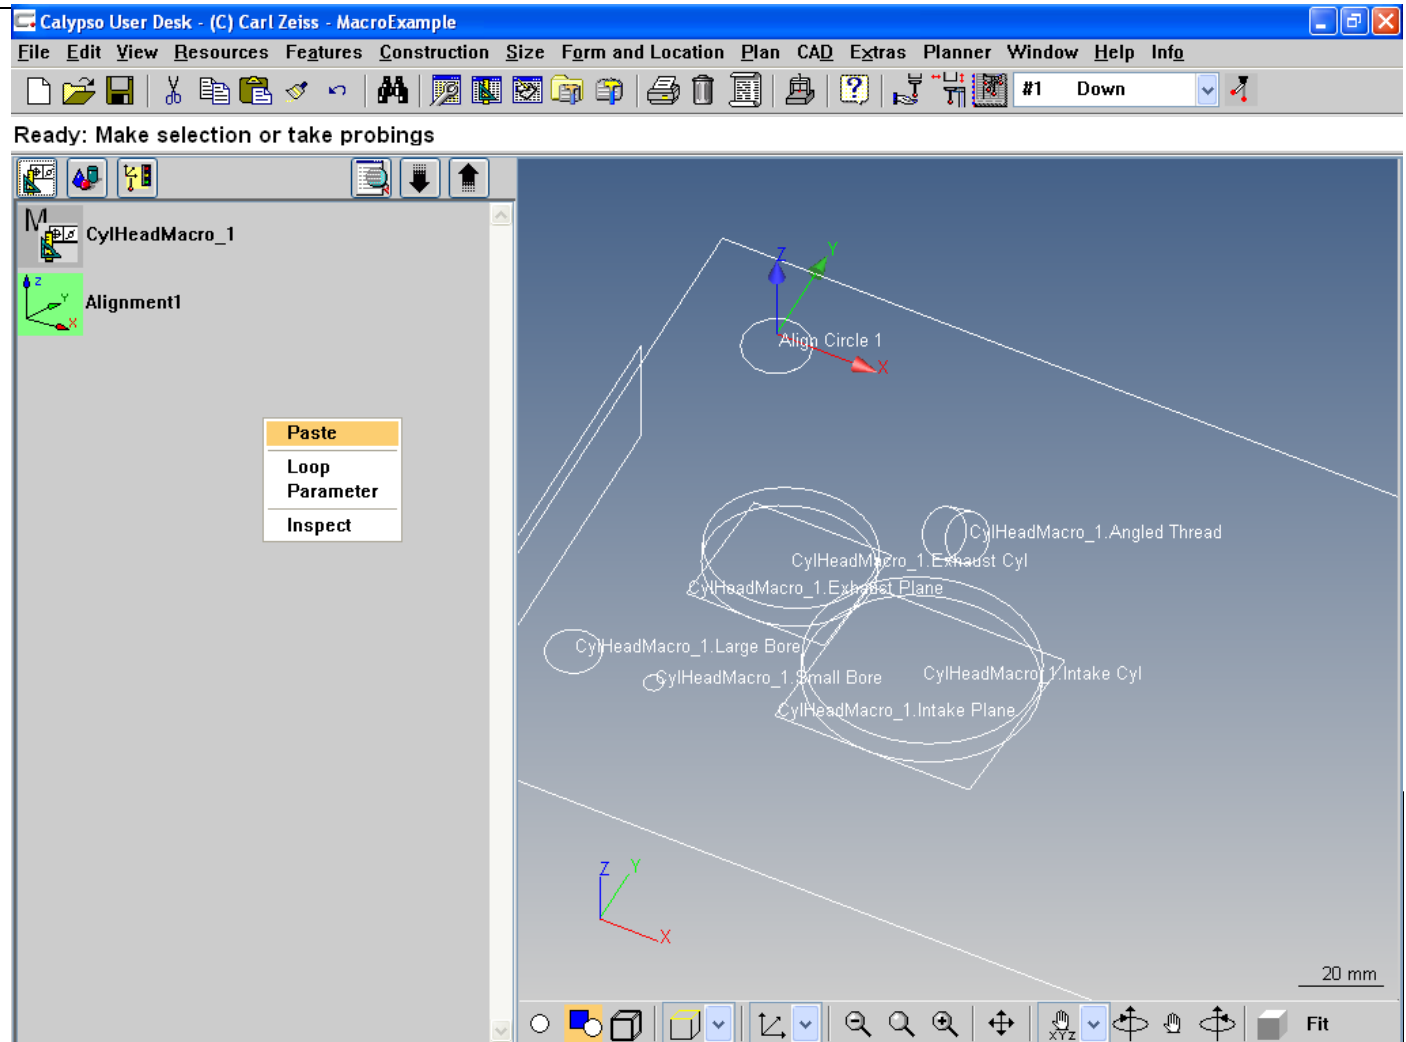 Calypso User Desk - (C) Carl Zeiss - MacroExample
File Edit View Resources Features Construction Size Form and Location Plan CAD Extras Planner Window Help Info
#1 Down
Ready: Make selection or take probings
M CylHeadMacro_1
Z Y X Alignment1
Paste
Loop
Parameter
Inspect
Z Y
Align Circle 1
X
CylHeadMacro_1.Angled Thread
CylHeadMacro_1.Exhaust Cyl
CylHeadMacro_1.Exhaust Plane
CylHeadMacro_1.Large Bore
CylHeadMacro_1.Small Bore
CylHeadMacro_1.Intake Cyl
CylHeadMacro_1.Intake Plane
Z Y
X
20 mm
XYZ
Fit